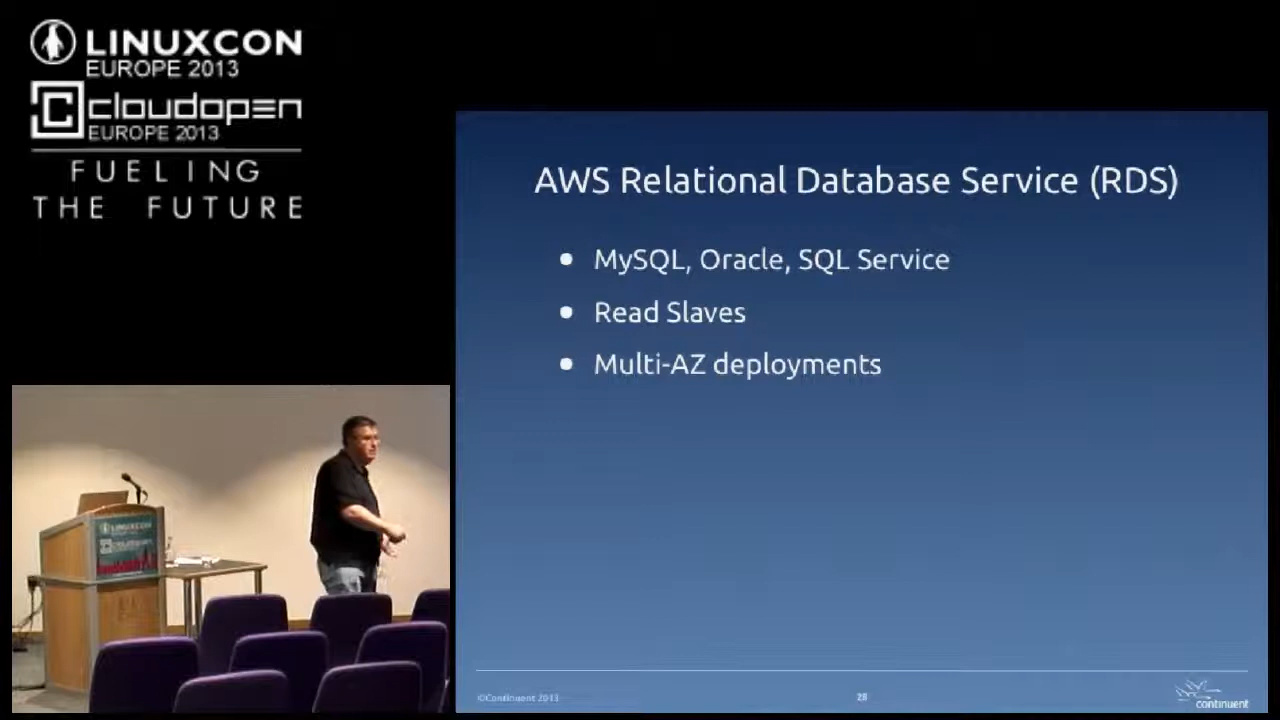 LINUXCON
EUROPE 2013
cloudopen
EUROPE 2013
FUELING
THE FUTURE
AWS Relational Database Service (RDS)
• MySQL, Oracle, SQL Service
• Read Slaves
• Multi-AZ deployments
©Continuent 2013
28
continuent
LINUXCON